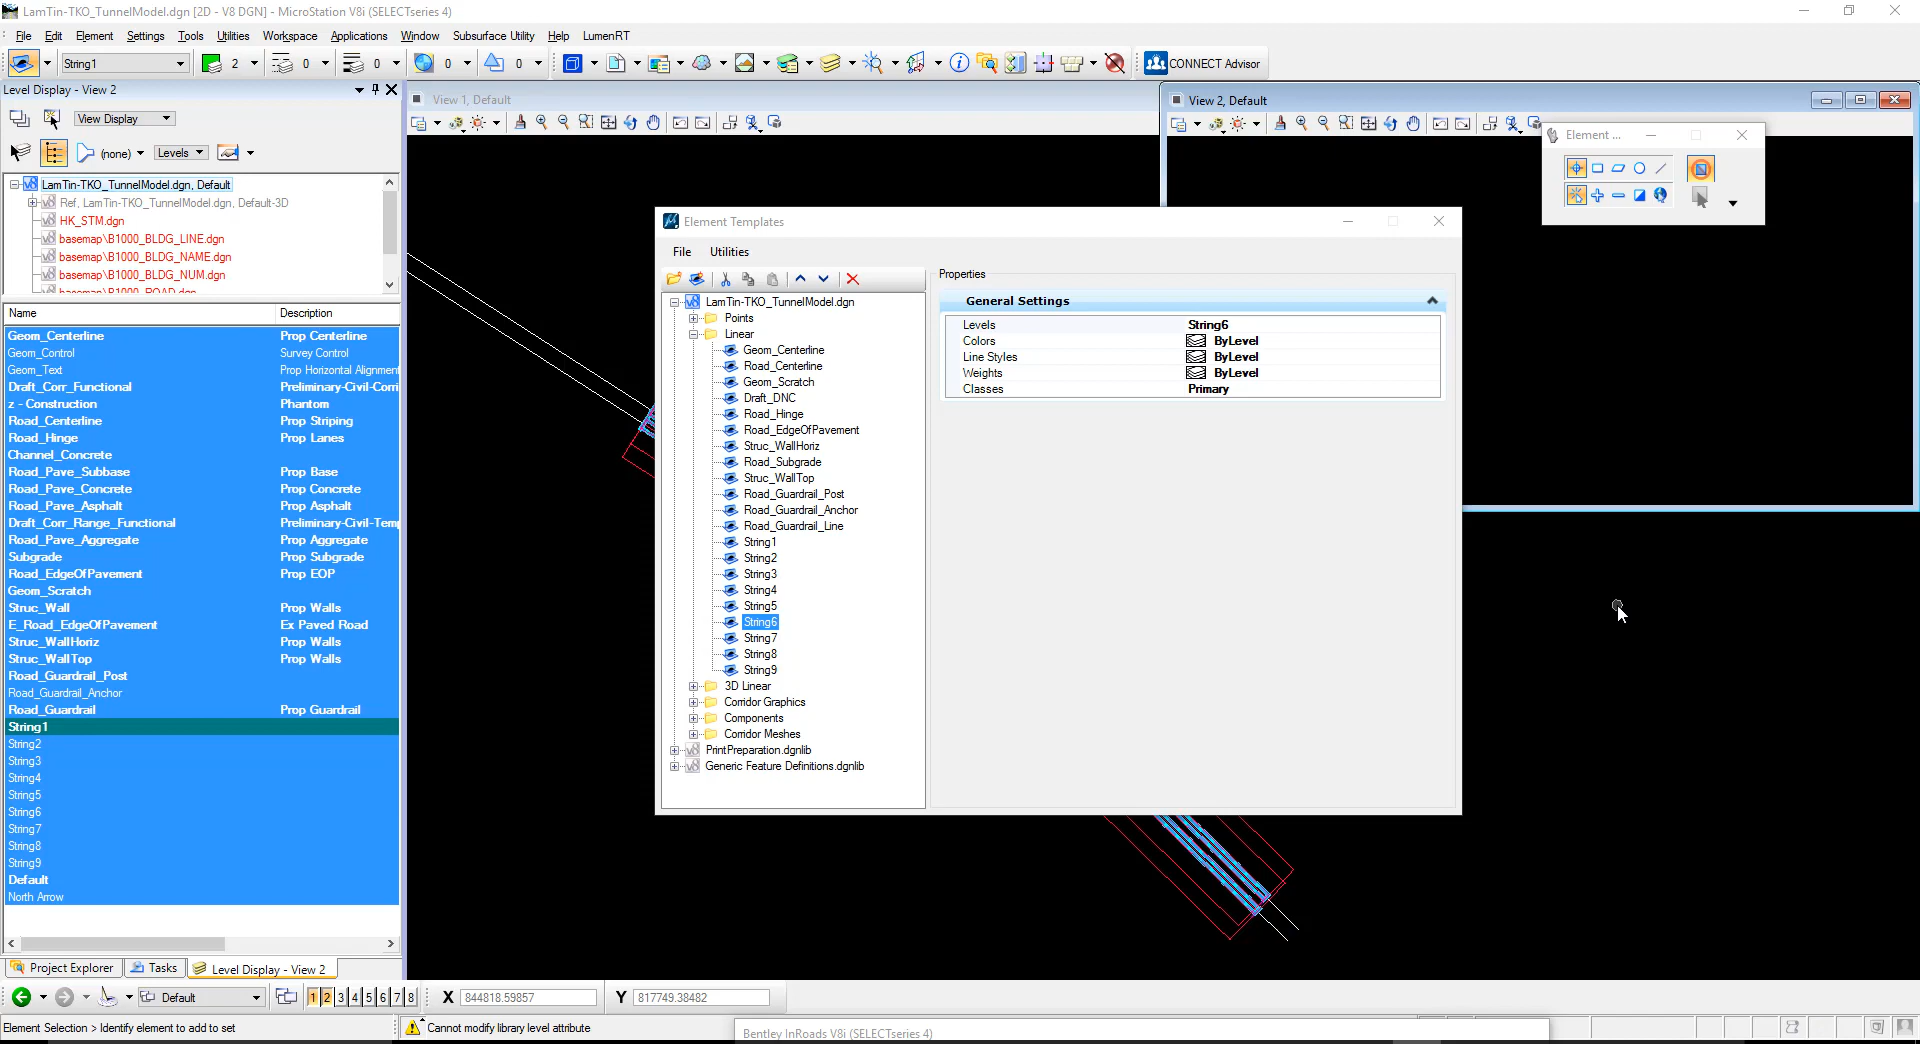 LamTin-TKO_TunnelModel.dgn [2D - V8 DGN] - MicroStation V8i (SELECTseries 4)
File Edit Element Settings Tools Utilities Workspace Applications Window Subsurface Utility Help LumenRT
String1 2 0 0 0 0 CONNECT Advisor
Level Display - View 2
View Display
(none) Levels
LamTin-TKO_TunnelModel.dgn, Default
Ref, LamTin-TKO_TunnelModel.dgn, Default-3D
HK_STM.dgn
basemap\B1000_BLDG_LINE.dgn
basemap\B1000_BLDG_NAME.dgn
basemap\B1000_BLDG_NUM.dgn
basemap\B1000_ROAD.dgn
Name Description
Geom_Centerline Prop Centerline
Geom_Control Survey Control
Geom_Text Prop Horizontal Alignmen
Draft_Corr_Functional Preliminary-Civil-Corri
z - Construction Phantom
Road_Centerline Prop Striping
Road_Hinge Prop Lanes
Channel_Concrete
Road_Pave_Subbase Prop Base
Road_Pave_Concrete Prop Concrete
Road_Pave_Asphalt Prop Asphalt
Draft_Corr_Range_Functional Preliminary-Civil-Temp
Road_Pave_Aggregate Prop Aggregate
Subgrade Prop Subgrade
Road_EdgeOfPavement Prop EOP
Geom_Scratch
Struc_Wall Prop Walls
E_Road_EdgeOfPavement Ex Paved Road
Struc_WallHoriz Prop Walls
Struc_WallTop Prop Walls
Road_Guardrail_Post
Road_Guardrail_Anchor
Road_Guardrail Prop Guardrail
String1
String2
String3
String4
String5
String6
String7
String8
String9
Default
North Arrow
Project Explorer Tasks Level Display - View 2
View 1, Default
View 2, Default
Element ...
Element Templates
File Utilities
LamTin-TKO_TunnelModel.dgn
Points
Linear
Geom_Centerline
Road_Centerline
Geom_Scratch
Draft_DNC
Road_Hinge
Road_EdgeOfPavement
Struc_WallHoriz
Road_Subgrade
Struc_WallTop
Road_Guardrail_Post
Road_Guardrail_Anchor
Road_Guardrail_Line
String1
String2
String3
String4
String5
String6
String7
String8
String9
3D Linear
Corridor Graphics
Components
Corridor Meshes
PrintPreparation.dgnlib
Generic Feature Definitions.dgnlib
Properties
General Settings
Levels String6
Colors ByLevel
Line Styles ByLevel
Weights ByLevel
Classes Primary
Default 1 2 3 4 5 6 7 8 X 844818.59857 Y 817749.38482
Element Selection > Identify element to add to set
Cannot modify library level attribute
Bentley InRoads V8i (SELECTseries 4)